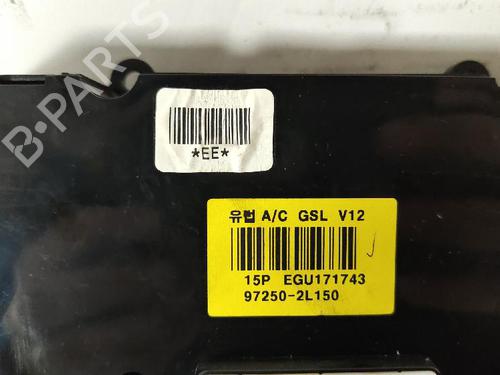 *EE*
유럽 A/C GSL V12
15P EGU171743
97250-2L150
B-PARTS